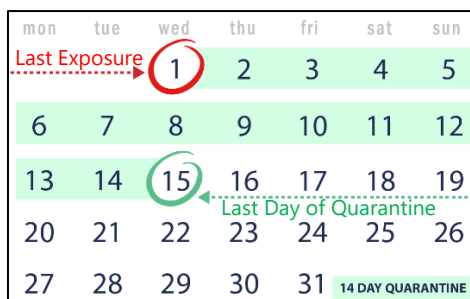 mon tue wed thu fri sat sun
Last Exposure 1 2 3 4 5
6 7 8 9 10 11 12
13 14 15 16 17 18 19
Last Day of Quarantine
20 21 22 23 24 25 26
27 28 29 30 31 14 DAY QUARANTINE